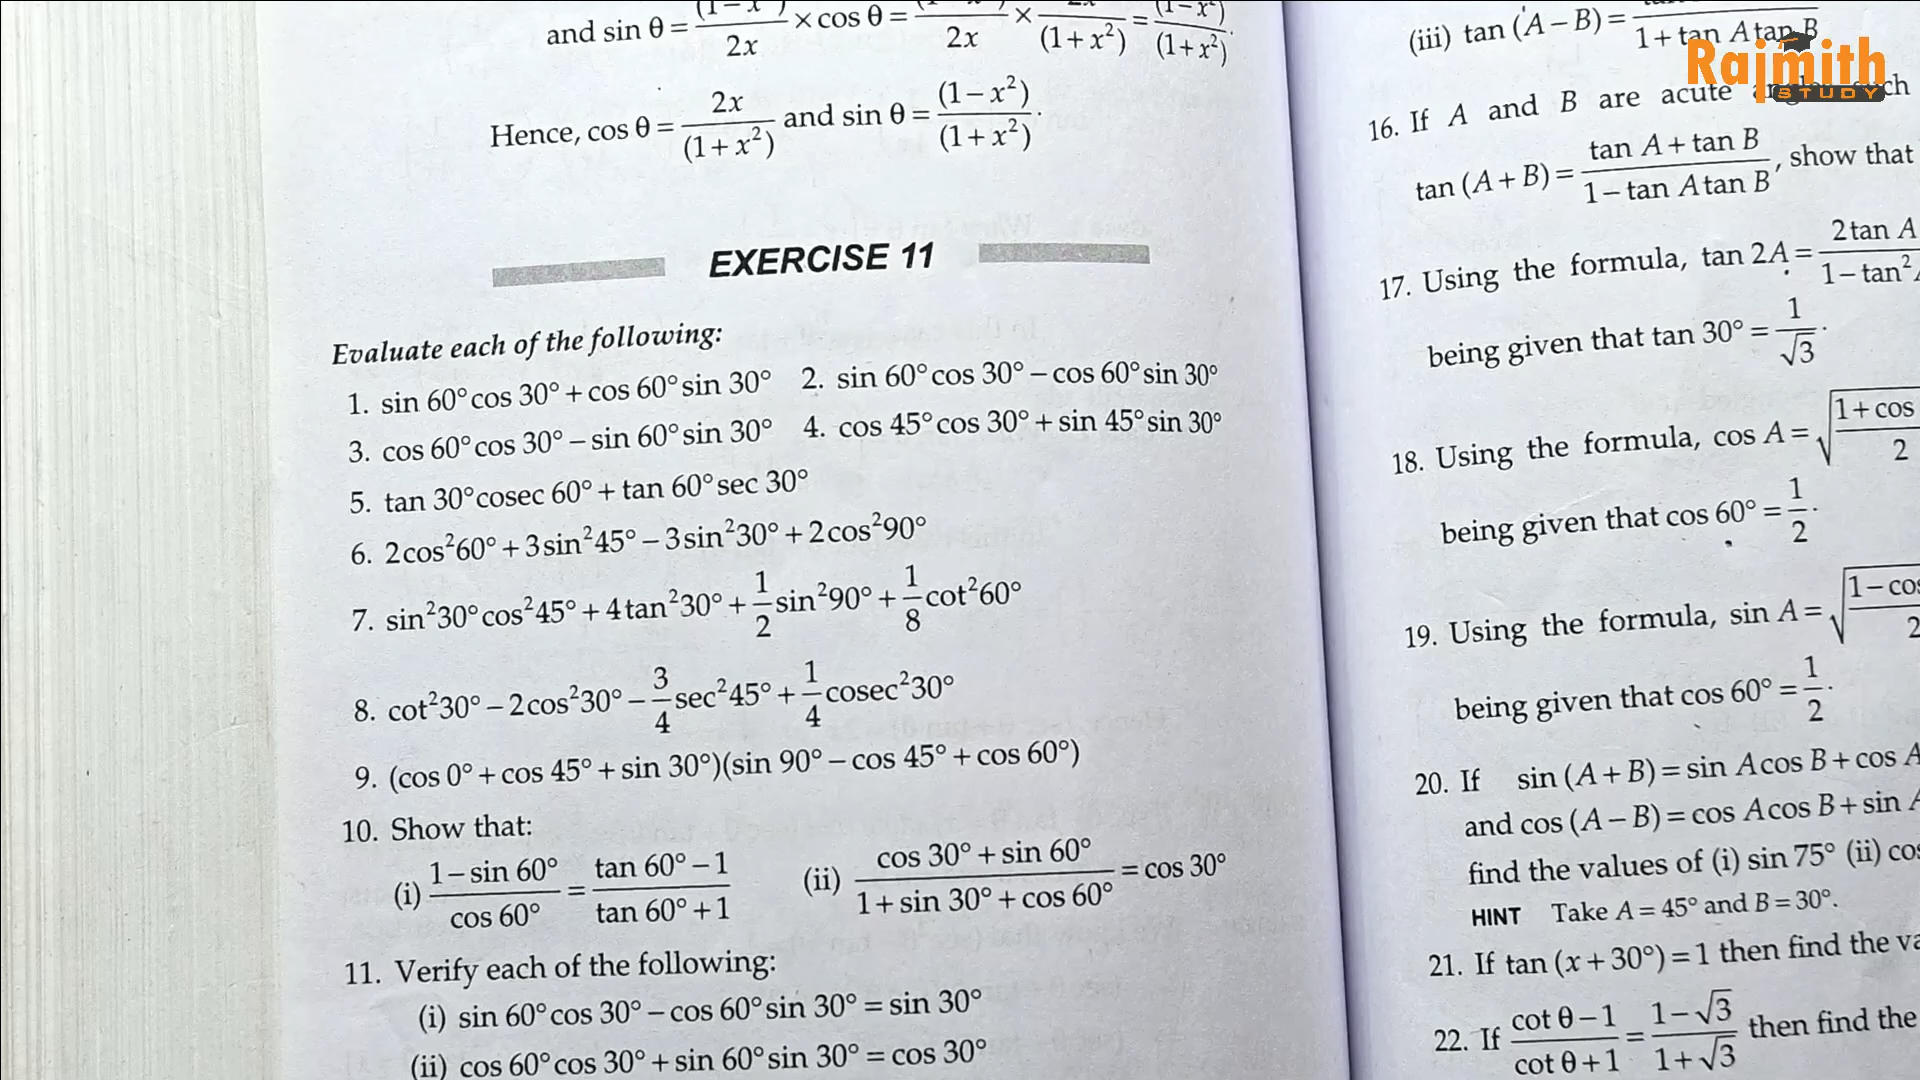 and sin θ = (1−x²)/2x × cos θ = (1−x²)/2x × 2x/(1+x²) = (1−x²)/(1+x²).
Hence, cos θ = 2x/(1+x²) and sin θ = (1−x²)/(1+x²).
EXERCISE 11
Evaluate each of the following:
1. sin 60° cos 30° + cos 60° sin 30° 2. sin 60° cos 30° − cos 60° sin 30°
3. cos 60° cos 30° − sin 60° sin 30° 4. cos 45° cos 30° + sin 45° sin 30°
5. tan 30° cosec 60° + tan 60° sec 30°
6. 2cos²60° + 3sin²45° − 3sin²30° + 2cos²90°
7. sin²30° cos²45° + 4tan²30° + 1/2 sin²90° + 1/8 cot²60°
8. cot²30° − 2cos²30° − 3/4 sec²45° + 1/4 cosec²30°
9. (cos 0° + cos 45° + sin 30°)(sin 90° − cos 45° + cos 60°)
10. Show that:
(i) (1 − sin 60°)/cos 60° = (tan 60° − 1)/(tan 60° + 1) (ii) (cos 30° + sin 60°)/(1 + sin 30° + cos 60°) = cos 30°
11. Verify each of the following:
(i) sin 60° cos 30° − cos 60° sin 30° = sin 30°
(ii) cos 60° cos 30° + sin 60° sin 30° = cos 30°
(iii) tan (A − B) = /1 + tan A tan B
Rajmith
STUDY
16. If A and B are acute
tan (A + B) = (tan A + tan B)/(1 − tan A tan B), show that
17. Using the formula, tan 2A = 2 tan A/1 − tan²
being given that tan 30° = 1/√3.
18. Using the formula, cos A = √1 + cos/2
being given that cos 60° = 1/2.
19. Using the formula, sin A = √1 − cos/2
being given that cos 60° = 1/2.
20. If sin (A + B) = sin A cos B + cos A
and cos (A − B) = cos A cos B + sin
find the values of (i) sin 75° (ii)
HINT Take A = 45° and B = 30°.
21. If tan (x + 30°) = 1 then find the
22. If (cot θ − 1)/(cot θ + 1) = (1 − √3)/(1 + √3) then find the